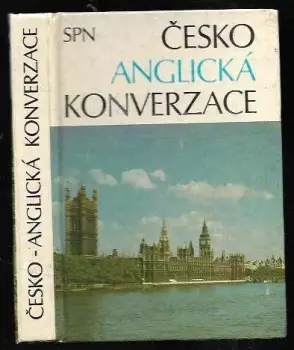 ČESKO - ANGLICKÁ KONVERZACE
SPN
ČESKO
ANGLICKÁ
KONVERZACE